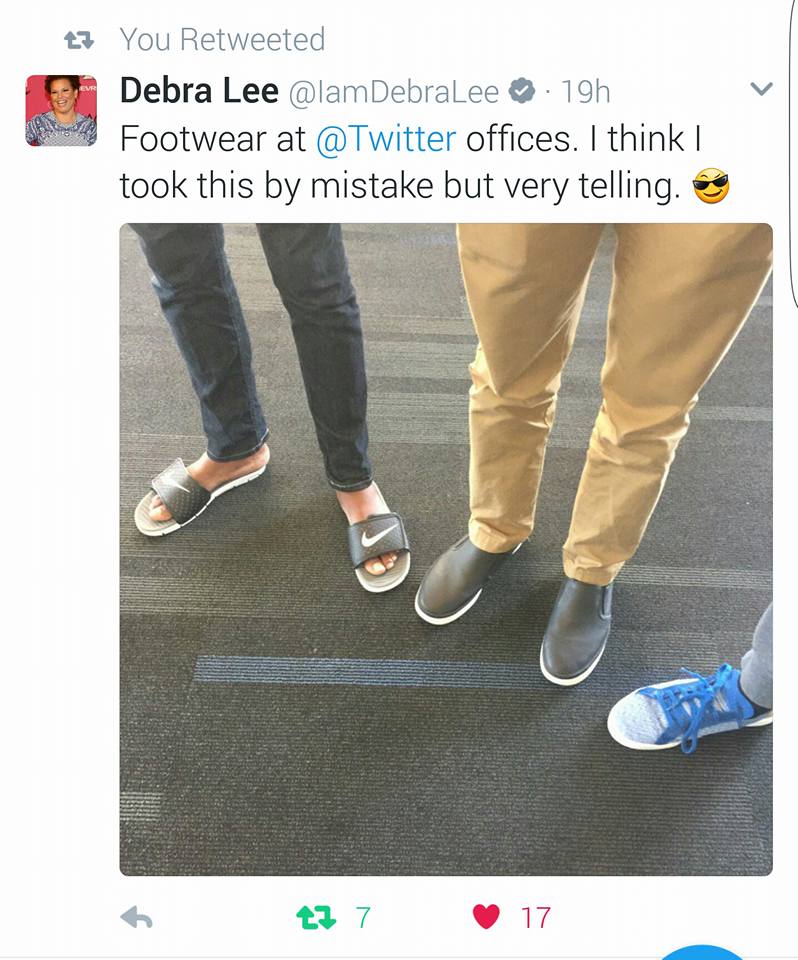 You Retweeted
Debra Lee @IamDebraLee · 19h
Footwear at @Twitter offices. I think I
took this by mistake but very telling. 😎
7 17